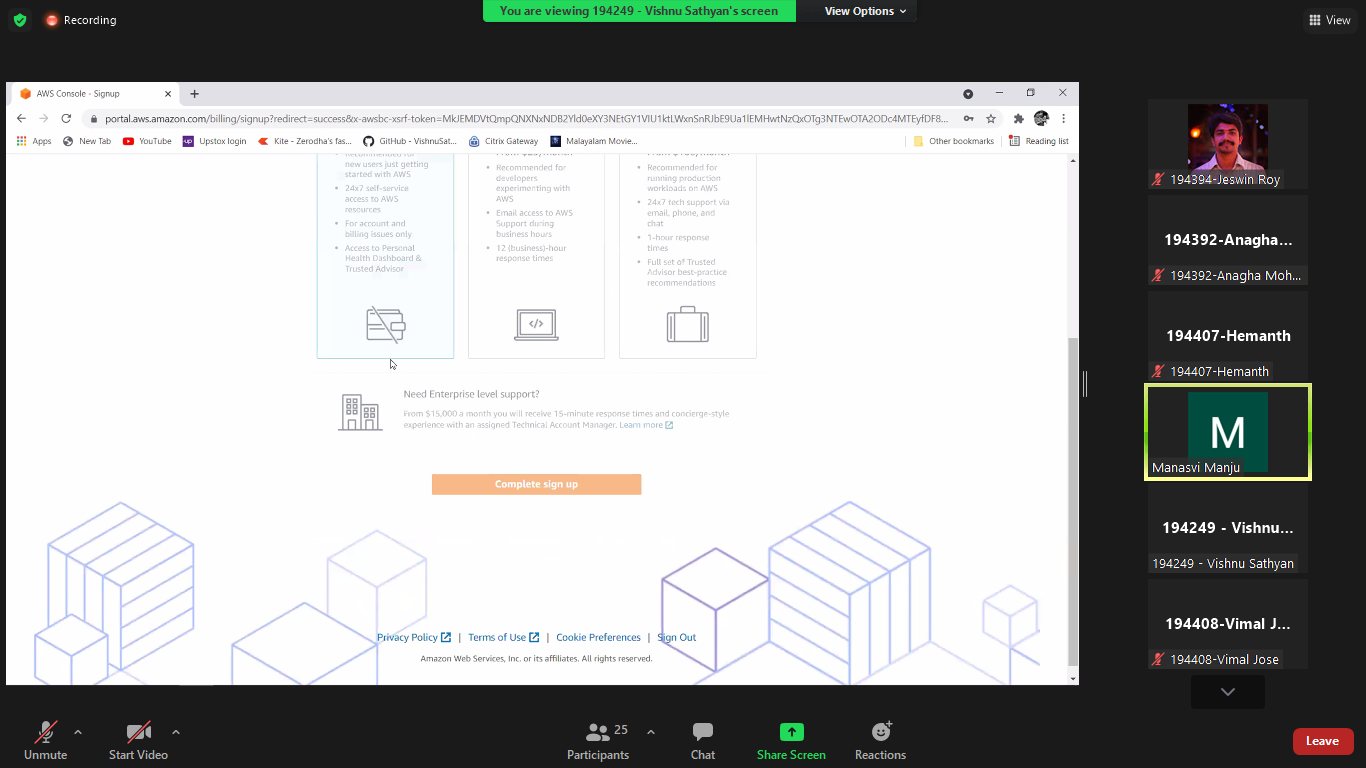 Recording
You are viewing 194249 - Vishnu Sathyan's screen
View Options
View
AWS Console - Signup
portal.aws.amazon.com/billing/signup?redirect=success&x-awsbc-xsrf-token=
Apps
New Tab
YouTube
Upstox login
Kite - Zerodha's fas...
GitHub - VishnuSat...
Citrix Gateway
Malayalam Movie...
Other bookmarks
Reading list
Recommended for
new users just getting
started with AWS
• 24x7 self-service
access to AWS
resources
• For account and
billing issues only
• Access to Personal
Health Dashboard &
Trusted Advisor
• Recommended for
developers
experimenting with
AWS
• Email access to AWS
Support during
business hours
• 12 (business)-hour
response times
• Recommended for
running production
workloads on AWS
• 24x7 tech support via
email, phone, and
chat
• 1-hour response
times
• Full set of Trusted
Advisor best-practice
recommendations
Need Enterprise level support?
From $15,000 a month you will receive 15-minute response times and concierge-style
experience with an assigned Technical Account Manager. Learn more
Complete sign up
Privacy Policy | Terms of Use | Cookie Preferences | Sign Out
Amazon Web Services, Inc. or its affiliates. All rights reserved.
194394-Jeswin Roy
194392-Anagha...
194392-Anagha Moh...
194407-Hemanth
194407-Hemanth
M
Manasvi Manju
194249 - Vishnu...
194249 - Vishnu Sathyan
194408-Vimal J...
194408-Vimal Jose
Unmute
Start Video
25
Participants
Chat
Share Screen
Reactions
Leave